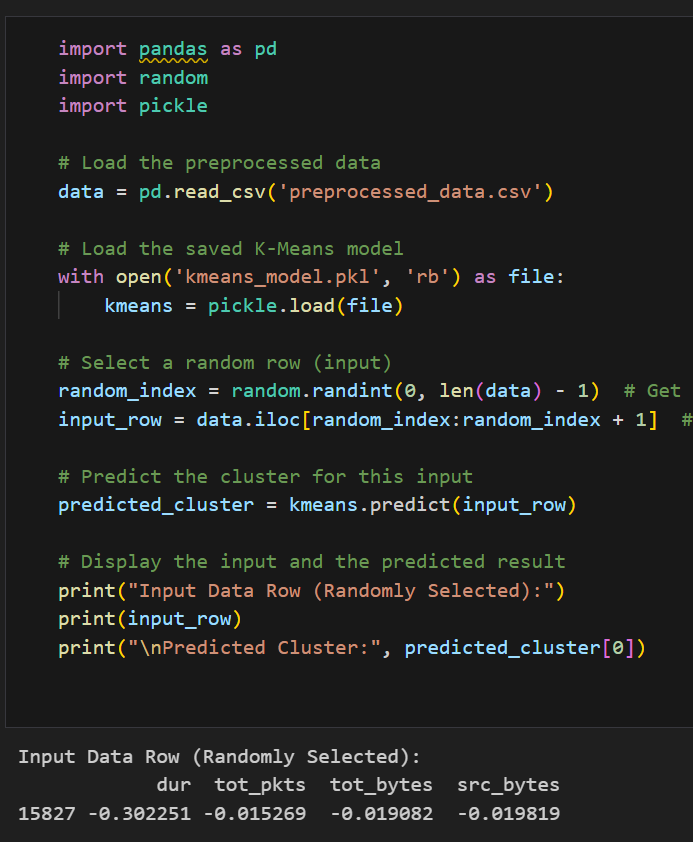 import pandas as pd
import random
import pickle
# Load the preprocessed data
data = pd.read_csv('preprocessed_data.csv')
# Load the saved K-Means model
with open('kmeans_model.pkl', 'rb') as file:
    kmeans = pickle.load(file)
# Select a random row (input)
random_index = random.randint(0, len(data) - 1)  # Get
input_row = data.iloc[random_index:random_index + 1]  #
# Predict the cluster for this input
predicted_cluster = kmeans.predict(input_row)
# Display the input and the predicted result
print("Input Data Row (Randomly Selected):")
print(input_row)
print("\nPredicted Cluster:", predicted_cluster[0])
Input Data Row (Randomly Selected):
            dur  tot_pkts  tot_bytes  src_bytes
15827 -0.302251 -0.015269  -0.019082  -0.019819